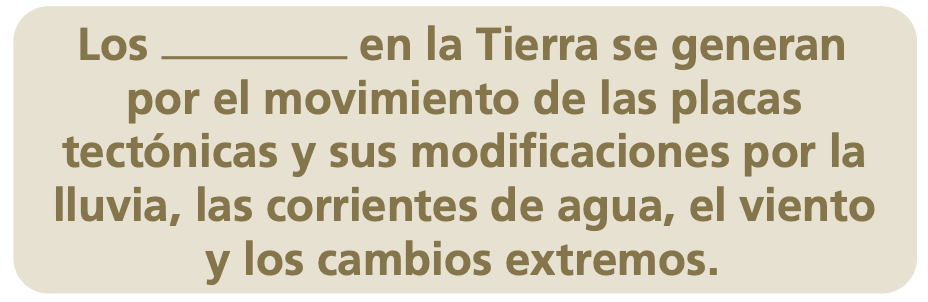 Los ________ en la Tierra se generan
por el movimiento de las placas
tectónicas y sus modificaciones por la
lluvia, las corrientes de agua, el viento
y los cambios extremos.